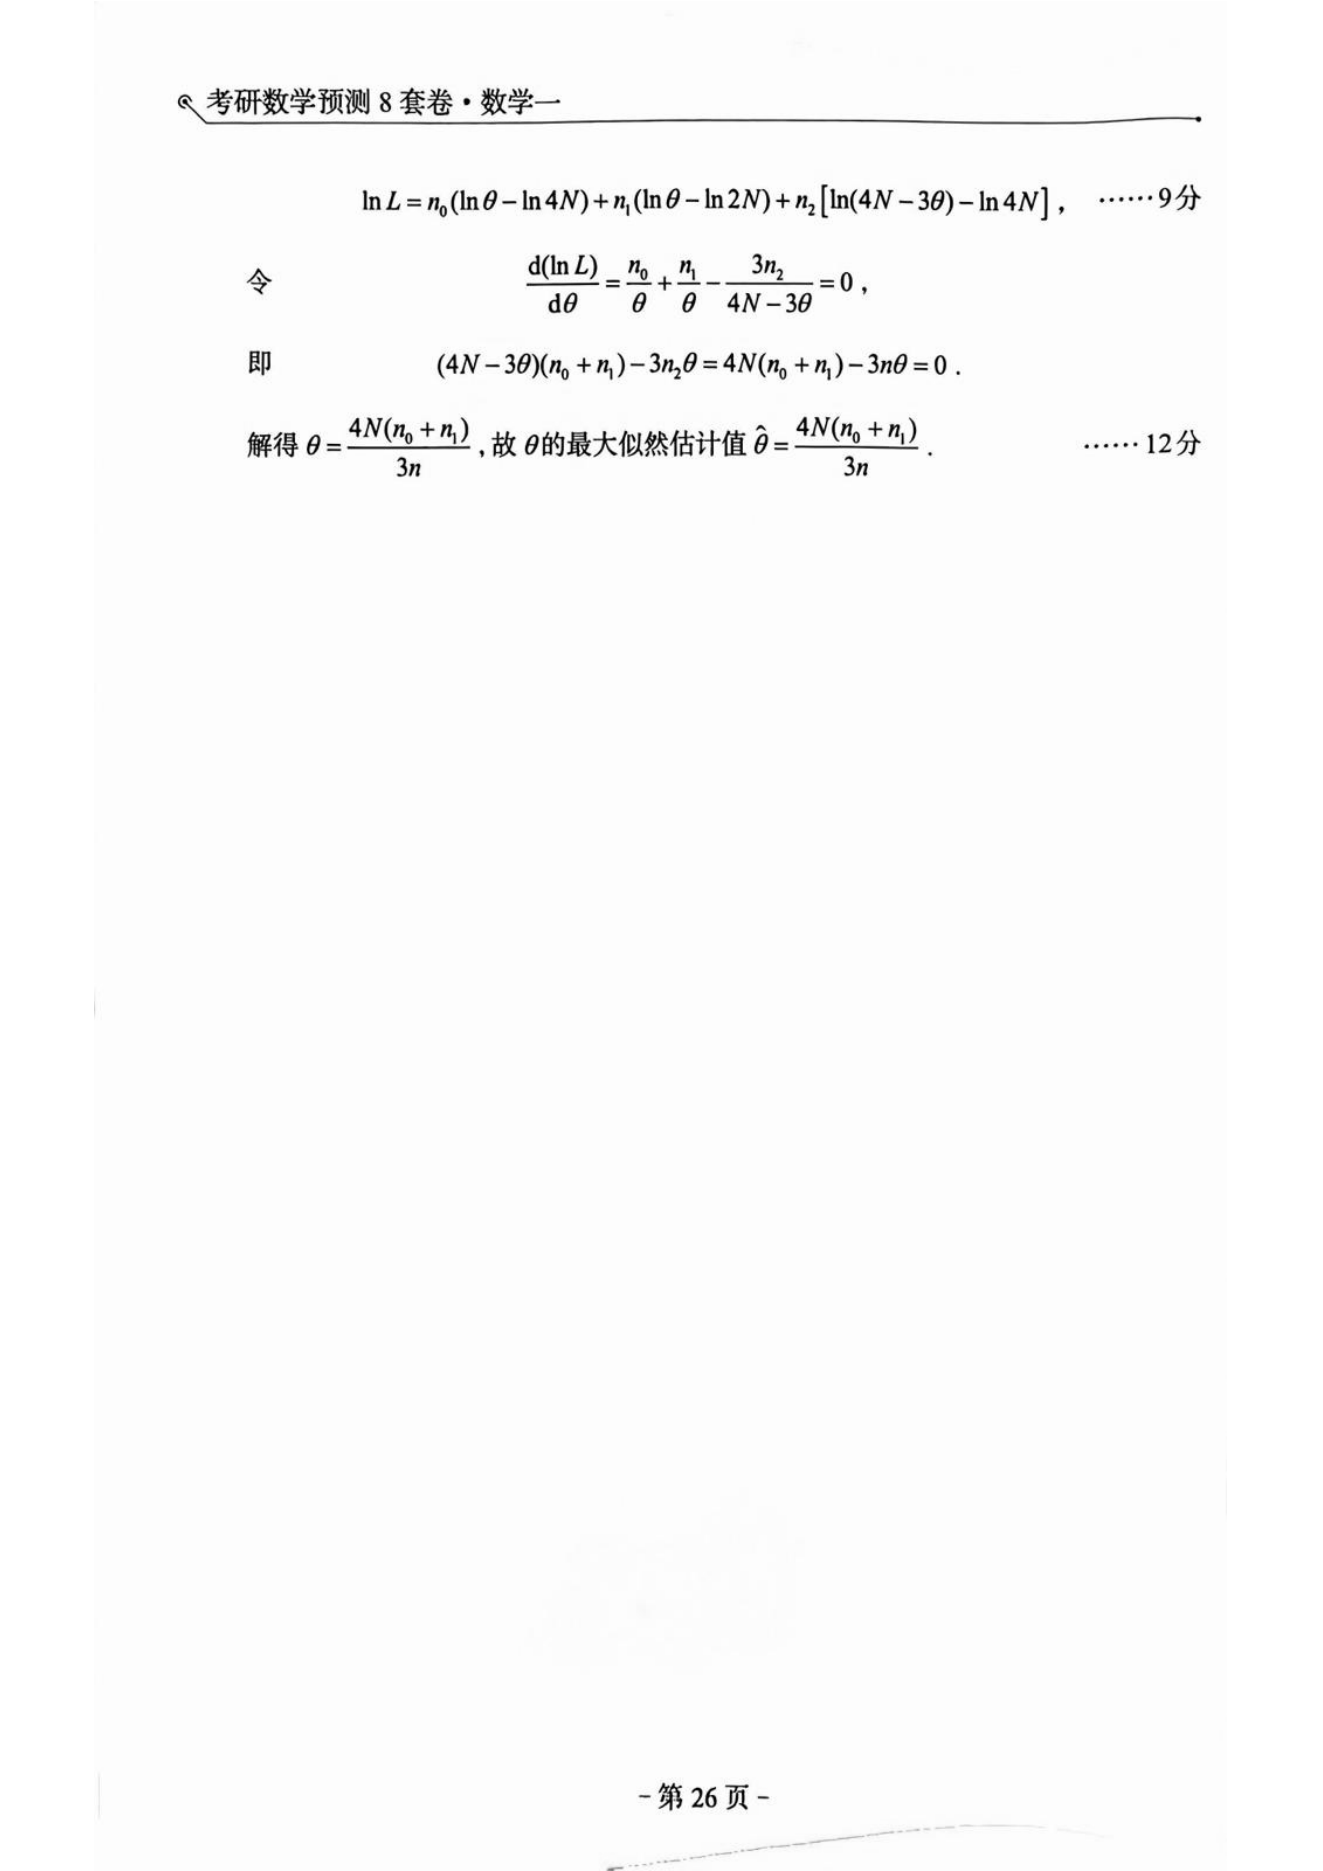 考研数学预测 8 套卷·数学一
ln L = n₀(ln θ − ln 4N) + n₁(ln θ − ln 2N) + n₂[ln(4N − 3θ) − ln 4N], ……9分
令 d(ln L)/dθ = n₀/θ + n₁/θ − 3n₂/(4N − 3θ) = 0,
即 (4N − 3θ)(n₀ + n₁) − 3n₂θ = 4N(n₀ + n₁) − 3nθ = 0 .
解得 θ = 4N(n₀ + n₁)/3n , 故 θ 的最大似然估计值 θ̂ = 4N(n₀ + n₁)/3n . ……12分
- 第 26 页 -